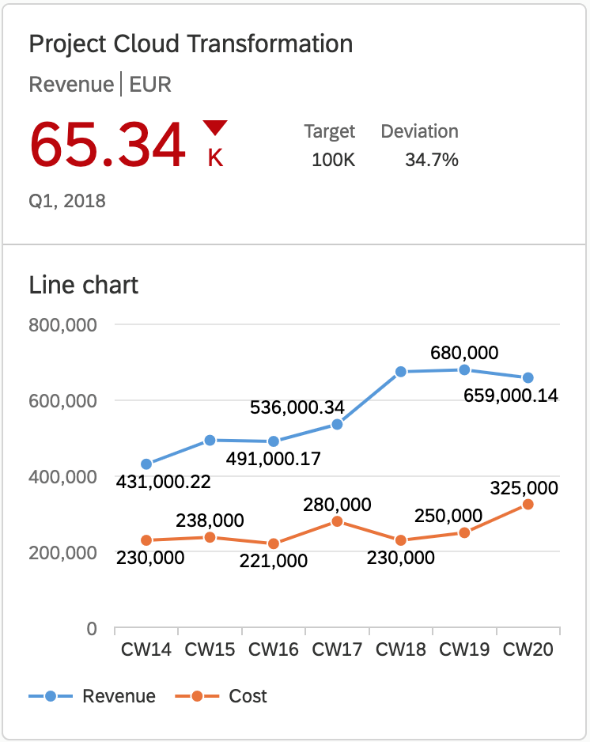 Project Cloud Transformation
Revenue | EUR
65.34 K
Target Deviation
100K 34.7%
Q1, 2018
Line chart
800,000
680,000
659,000.14
600,000
536,000.34
491,000.17
431,000.22
400,000
325,000
280,000
250,000
238,000
230,000
221,000
230,000
200,000
0
CW14 CW15 CW16 CW17 CW18 CW19 CW20
Revenue Cost